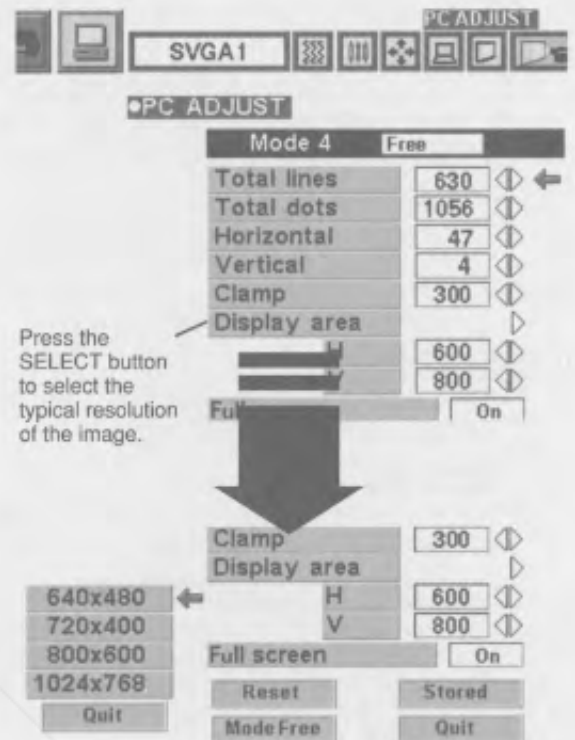 PC ADJUST
SVGA1
•PC ADJUST
Mode 4 Free
Total lines 630
Total dots 1056
Horizontal 47
Vertical 4
Clamp 300
Display area
H 600
V 800
Full On
Press the
SELECT button
to select the
typical resolution
of the image.
Clamp 300
Display area
H 600
V 800
Full screen On
640x480
720x400
800x600
1024x768
Quit
Reset Stored
Mode Free Quit